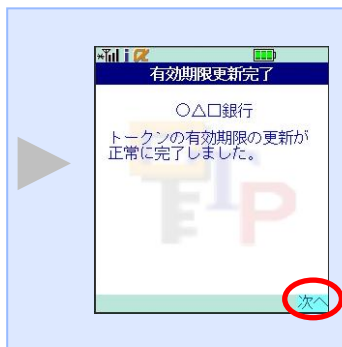 有効期限更新完了
○△□銀行
トークンの有効期限の更新が
正常に完了しました。
次へ